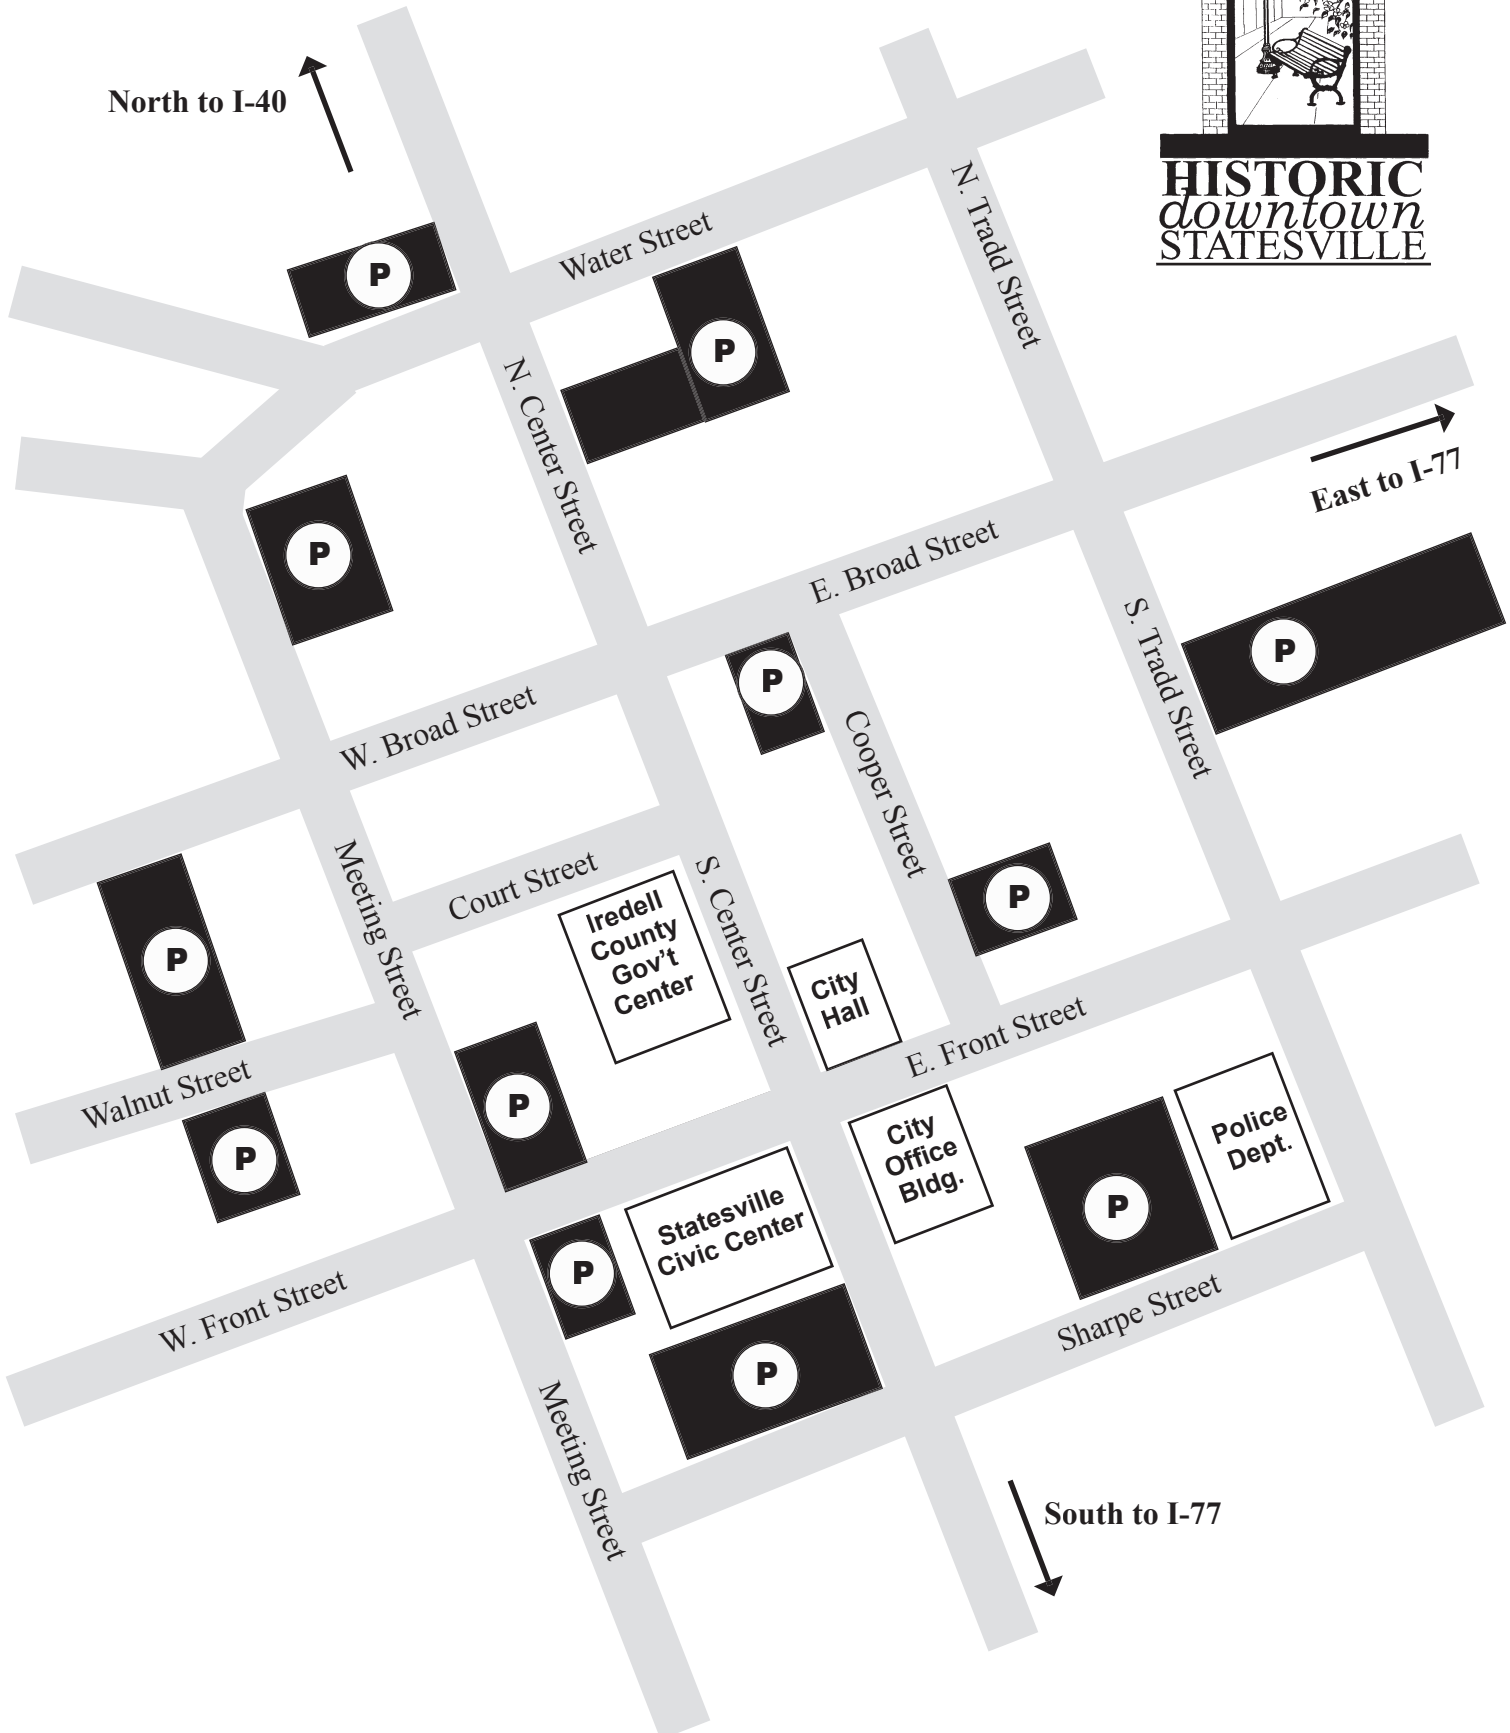 North to I-40
HISTORIC
downtown
STATESVILLE
N. Tradd Street
Water Street
P
P
N. Center Street
East to I-77
P
E. Broad Street
P
P
S. Tradd Street
W. Broad Street
Cooper Street
Meeting Street
Court Street
S. Center Street
P
P
Iredell
County
Gov't
Center
City
Hall
E. Front Street
Walnut Street
P
P
City
Office
Bldg.
Police
Dept.
P
Statesville
Civic Center
P
P
W. Front Street
Sharpe Street
P
Meeting Street
South to I-77